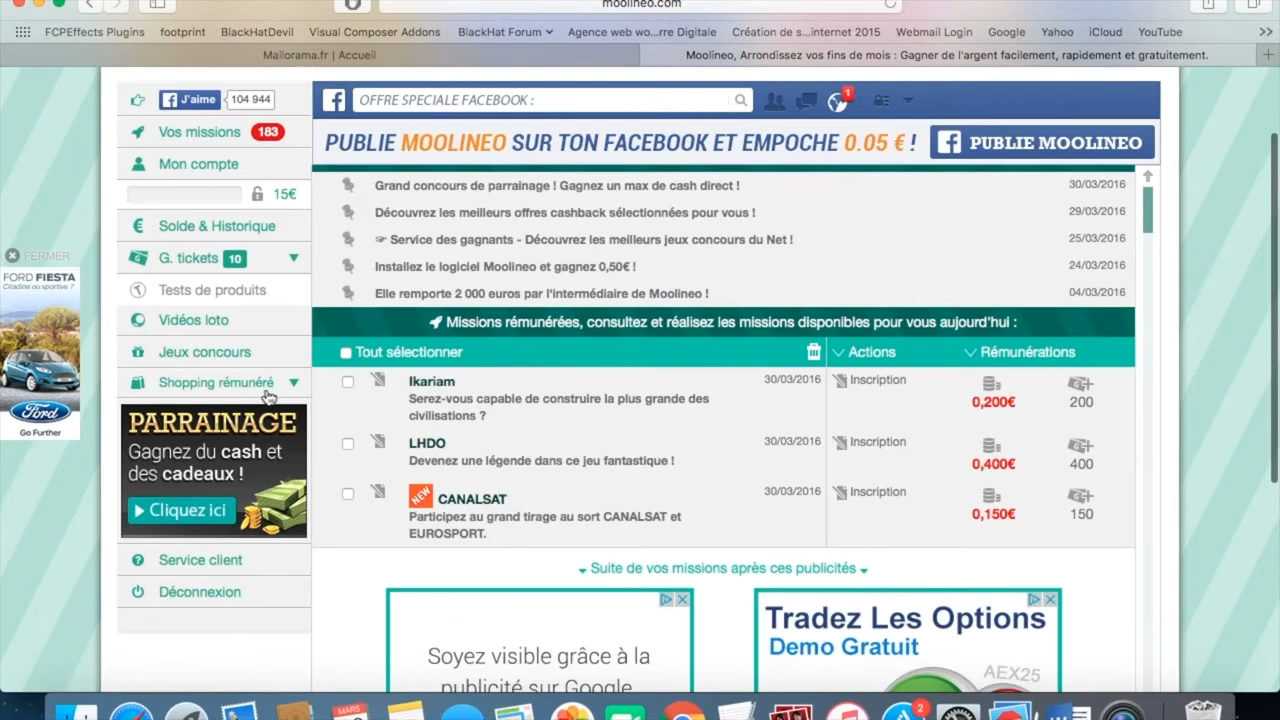 moolineo.com
FCPEffects Plugins footprint BlackHatDevil Visual Composer Addons BlackHat Forum Agence web wo...rre Digitale Création de s...internet 2015 Webmail Login Google Yahoo iCloud YouTube >>
Mailorama.fr | Accueil
Moolineo, Arrondissez vos fins de mois : Gagner de l'argent facilement, rapidement et gratuitement.
J'aime 104 944
Vos missions 183
Mon compte
15€
Solde & Historique
G. tickets 10
Tests de produits
Vidéos loto
Jeux concours
Shopping rémunéré
PARRAINAGE
Gagnez du cash et
des cadeaux !
Cliquez ici
Service client
Déconnexion
FERMER
FORD FIESTA
Citadine ou sportive ?
Ford
Go Further
OFFRE SPECIALE FACEBOOK :
1
PUBLIE MOOLINEO SUR TON FACEBOOK ET EMPOCHE 0.05 € !
PUBLIE MOOLINEO
Grand concours de parrainage ! Gagnez un max de cash direct ! 30/03/2016
Découvrez les meilleurs offres cashback sélectionnées pour vous ! 29/03/2016
☞ Service des gagnants - Découvrez les meilleurs jeux concours du Net ! 25/03/2016
Installez le logiciel Moolineo et gagnez 0,50€ ! 24/03/2016
Elle remporte 2 000 euros par l'intermédiaire de Moolineo ! 04/03/2016
Missions rémunérées, consultez et réalisez les missions disponibles pour vous aujourd'hui :
Tout sélectionner Actions Rémunérations
Ikariam 30/03/2016 Inscription
Serez-vous capable de construire la plus grande des
civilisations ?
0,200€ 200
LHDO 30/03/2016 Inscription
Devenez une légende dans ce jeu fantastique ! 0,400€ 400
NEW CANALSAT 30/03/2016 Inscription
Participez au grand tirage au sort CANALSAT et 0,150€ 150
EUROSPORT.
Suite de vos missions après ces publicités
Soyez visible grâce à la
publicité sur Google
Tradez Les Options
Demo Gratuit
AEX25
MARS
2